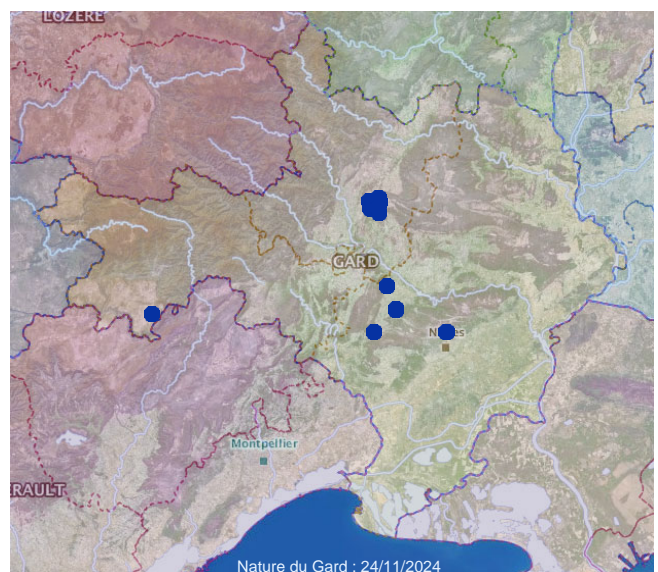 LOZERE
GARD
Montpellier
RAULT
Nature du Gard : 24/11/2024